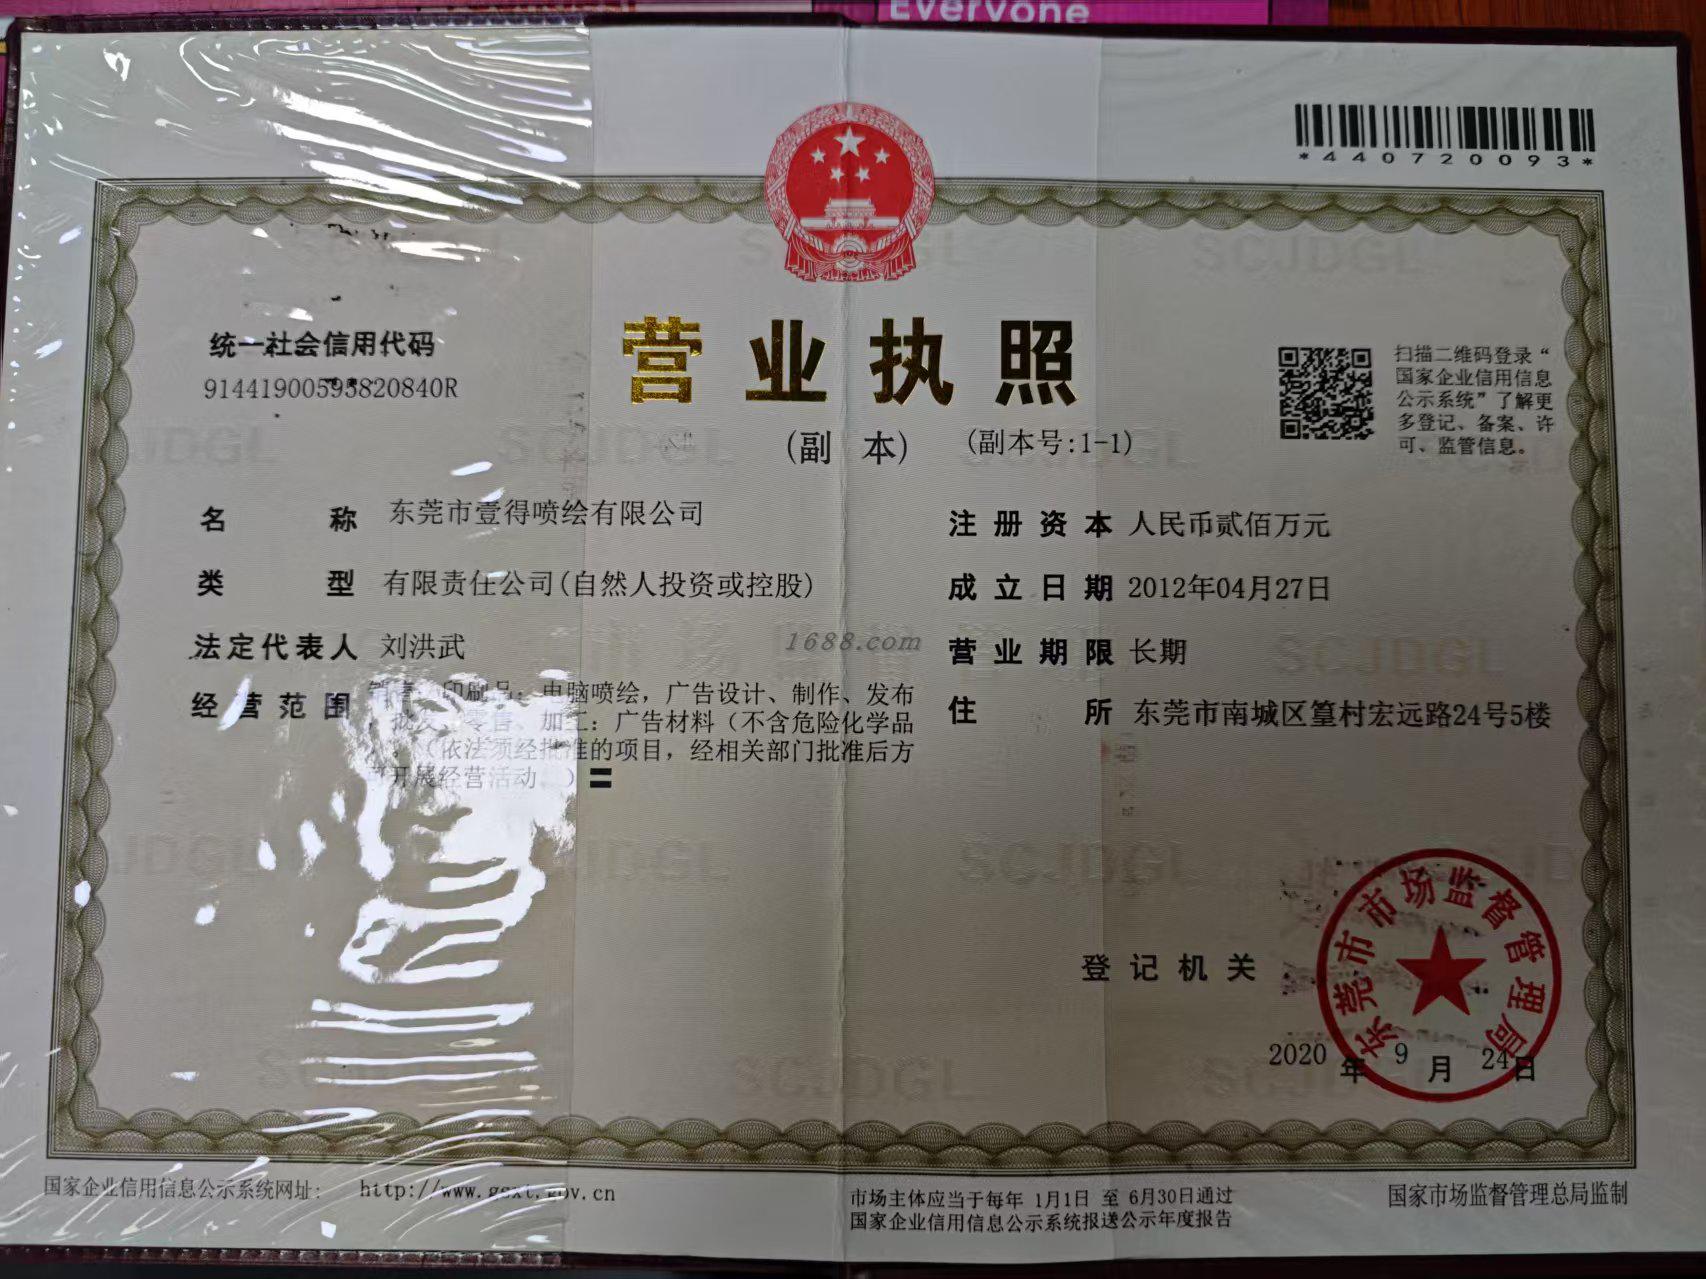 Everyone
*440720093*
统一社会信用代码
91441900595820840R
营业执照
(副本) (副本号:1-1)
扫描二维码登录“
国家企业信用信息
公示系统”了解更
多登记、备案、许
可、监管信息。
名称 东莞市壹得喷绘有限公司
类型 有限责任公司(自然人投资或控股)
法定代表人 刘洪武
经营范围 销售:印刷品;电脑喷绘,广告设计、制作、发布
批发、零售、加工:广告材料(不含危险化学品
(依法须经批准的项目,经相关部门批准后方
可开展经营活动。)〓
注册资本 人民币贰佰万元
成立日期 2012年04月27日
营业期限 长期
住所 东莞市南城区篁村宏远路24号5楼
1688.com
登记机关
东莞市市场监督管理局
2020年9月24日
国家企业信用信息公示系统网址: http://www.gsxt.gov.cn
市场主体应当于每年 1月1日 至 6月30日通过
国家企业信用信息公示系统报送公示年度报告
国家市场监督管理总局监制